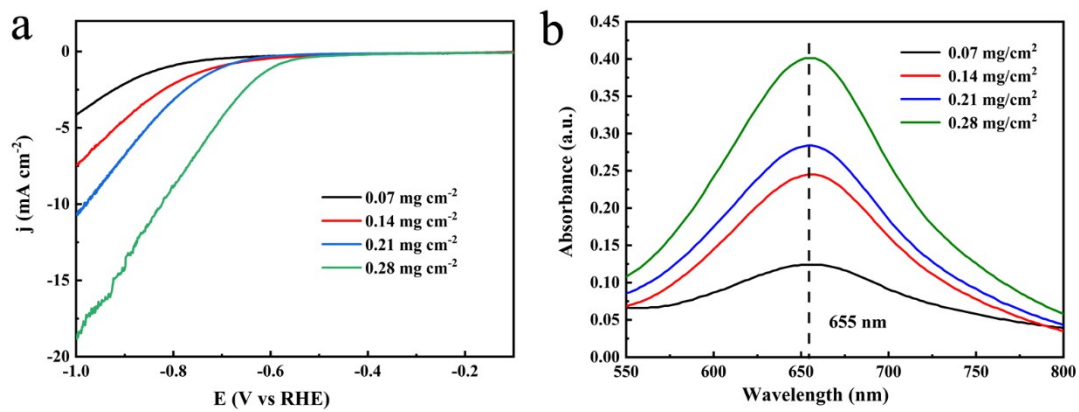 a
0
-5
-10
-15
-20
-1.0
-0.8
-0.6
-0.4
-0.2
j (mA cm⁻²)
E (V vs RHE)
0.07 mg cm⁻²
0.14 mg cm⁻²
0.21 mg cm⁻²
0.28 mg cm⁻²
b
0.45
0.40
0.35
0.30
0.25
0.20
0.15
0.10
0.05
0.00
550
600
650
700
750
800
Absorbance (a.u.)
Wavelength (nm)
0.07 mg/cm²
0.14 mg/cm²
0.21 mg/cm²
0.28 mg/cm²
655 nm